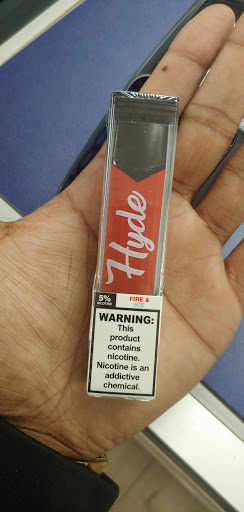 Hyde
5%
NICOTINE
FIRE &
ICE
WARNING:
This
product
contains
nicotine.
Nicotine is an
addictive
chemical.